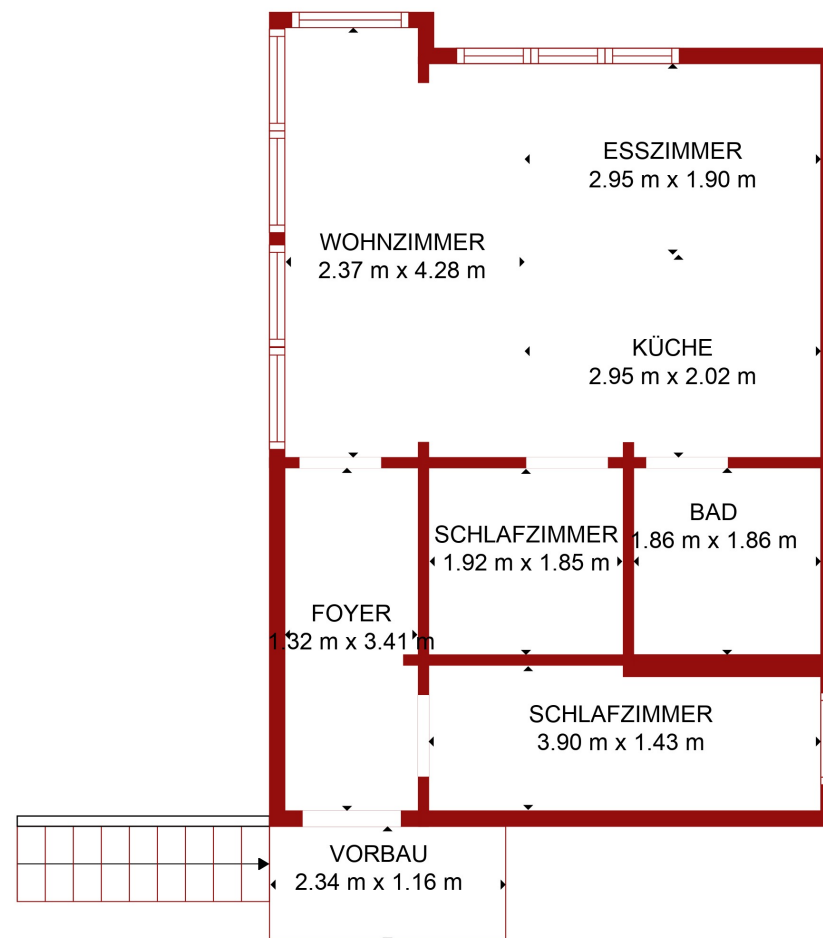 ESSZIMMER
2.95 m x 1.90 m
WOHNZIMMER
2.37 m x 4.28 m
KÜCHE
2.95 m x 2.02 m
BAD
1.86 m x 1.86 m
SCHLAFZIMMER
1.92 m x 1.85 m
FOYER
1.32 m x 3.41 m
SCHLAFZIMMER
3.90 m x 1.43 m
VORBAU
2.34 m x 1.16 m